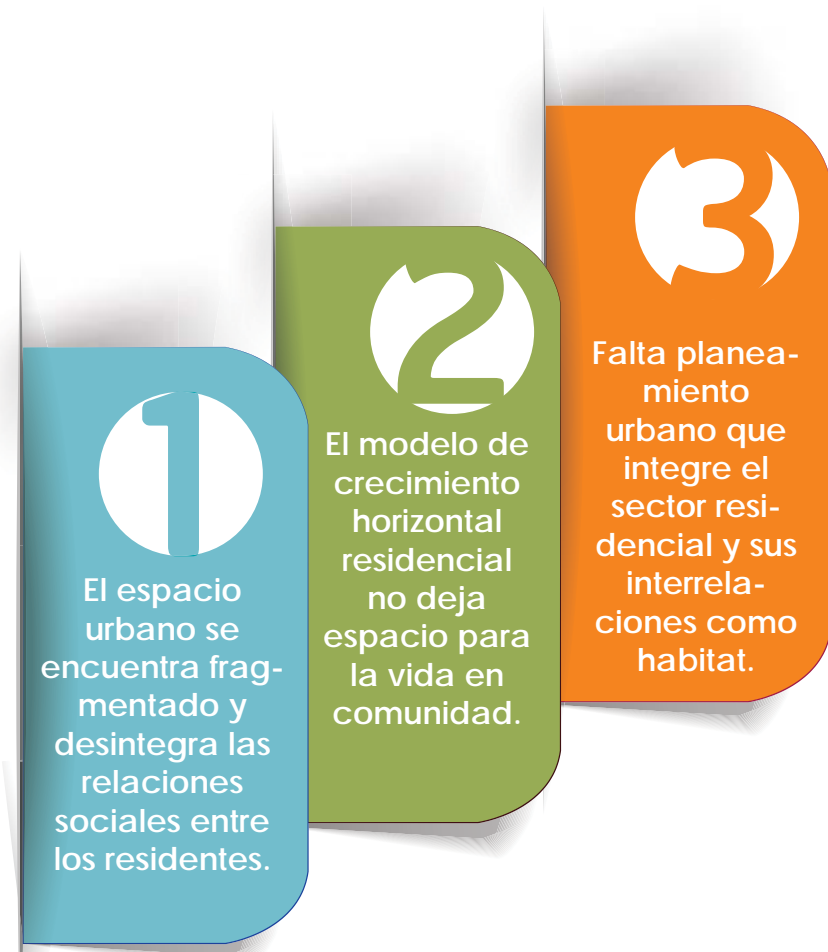 1
El espacio
urbano se
encuentra frag-
mentado y
desintegra las
relaciones
sociales entre
los residentes.
2
El modelo de
crecimiento
horizontal
residencial
no deja
espacio para
la vida en
comunidad.
3
Falta planea-
miento
urbano que
integre el
sector resi-
dencial y sus
interrela-
ciones como
habitat.